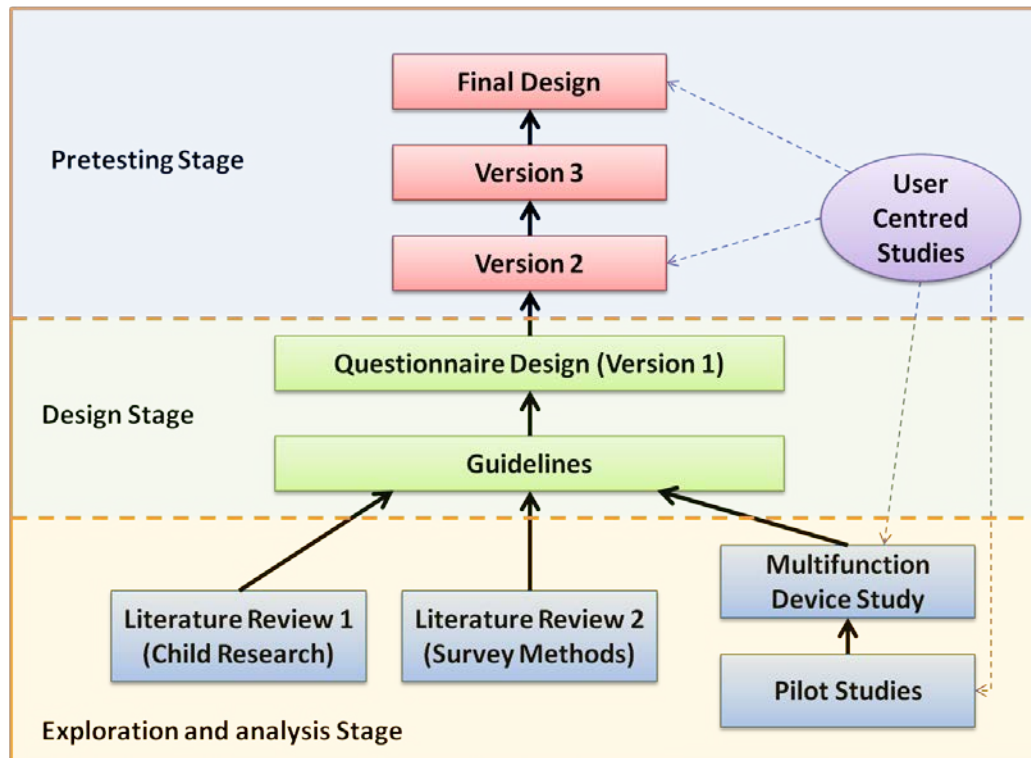 Final Design
Pretesting Stage
Version 3
User
Centred
Studies
Version 2
Questionnaire Design (Version 1)
Design Stage
Guidelines
Multifunction
Device Study
Literature Review 1
(Child Research)
Literature Review 2
(Survey Methods)
Pilot Studies
Exploration and analysis Stage